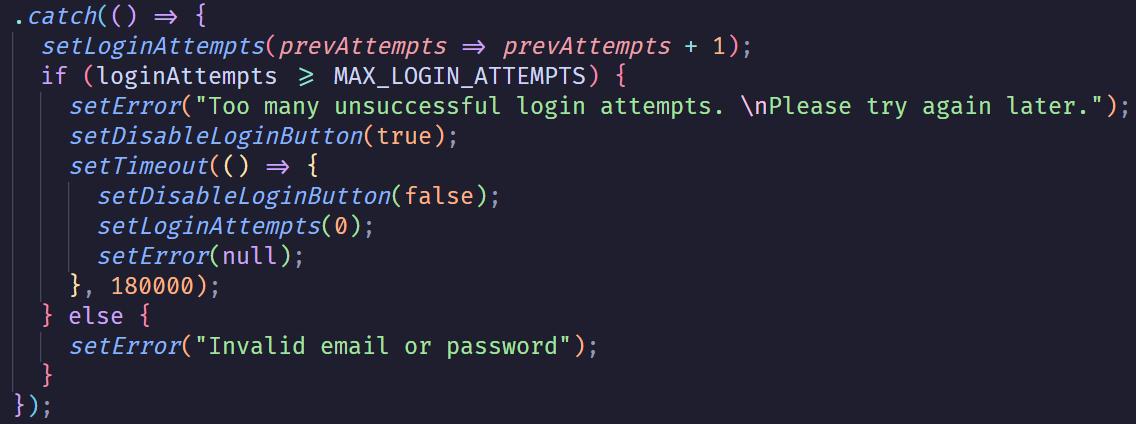 .catch(() => {
  setLoginAttempts(prevAttempts => prevAttempts + 1);
  if (loginAttempts >= MAX_LOGIN_ATTEMPTS) {
    setError("Too many unsuccessful login attempts. \nPlease try again later.");
    setDisableLoginButton(true);
    setTimeout(() => {
      setDisableLoginButton(false);
      setLoginAttempts(0);
      setError(null);
    }, 180000);
  } else {
    setError("Invalid email or password");
  }
});